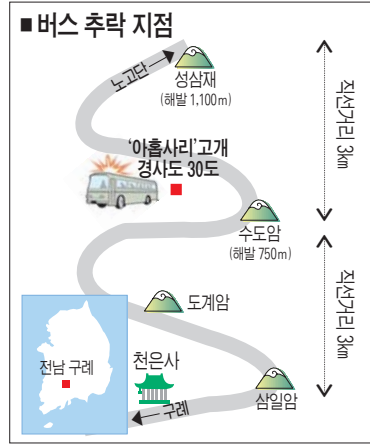 ■ 버스 추락 지점
노고단
성삼재
(해발 1,100m)
'아홉사리'고개
경사도 30도
직선거리 3㎞
수도암
(해발 750m)
도계암
직선거리 3㎞
전남 구례
천은사
삼일암
구례